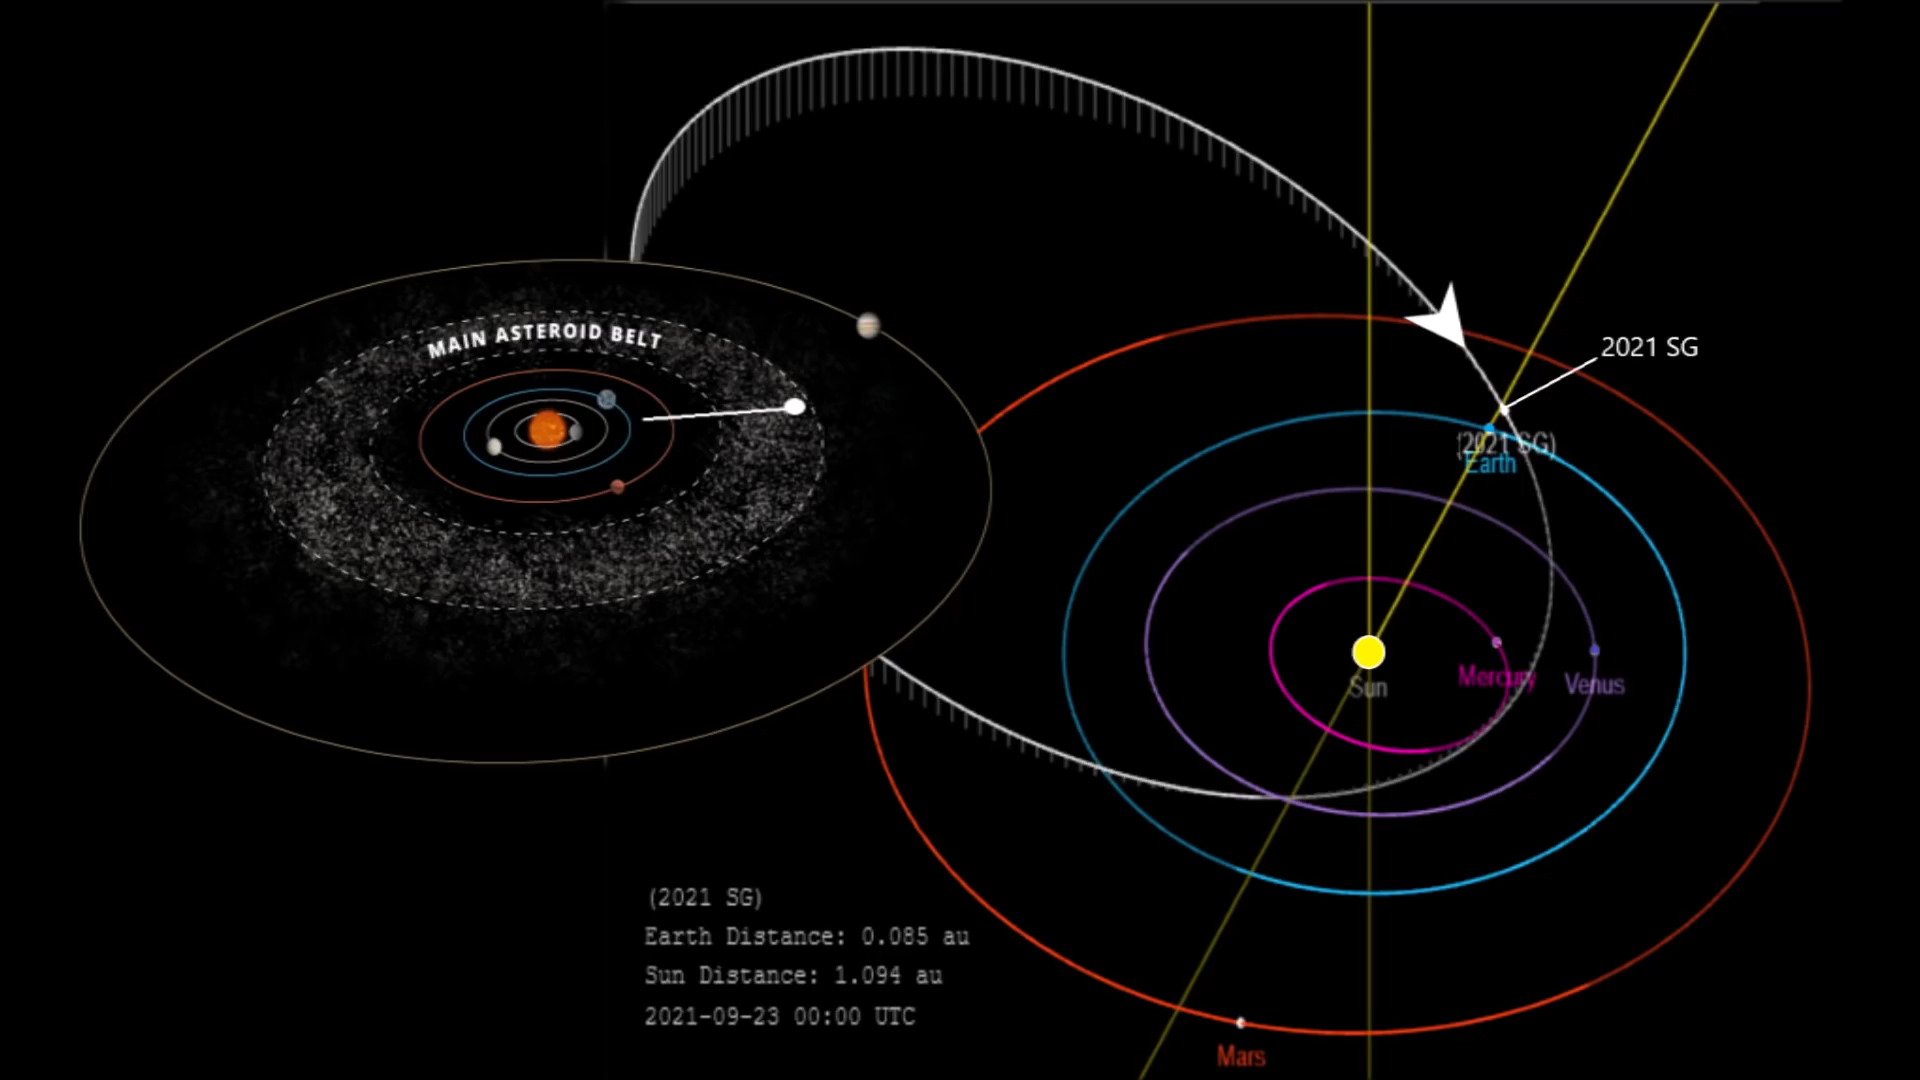 MAIN ASTEROID BELT
2021 SG
(2021 SG)
Earth
Mercury
Venus
Sun
(2021 SG)
Earth Distance: 0.085 au
Sun Distance: 1.094 au
2021-09-23 00:00 UTC
Mars